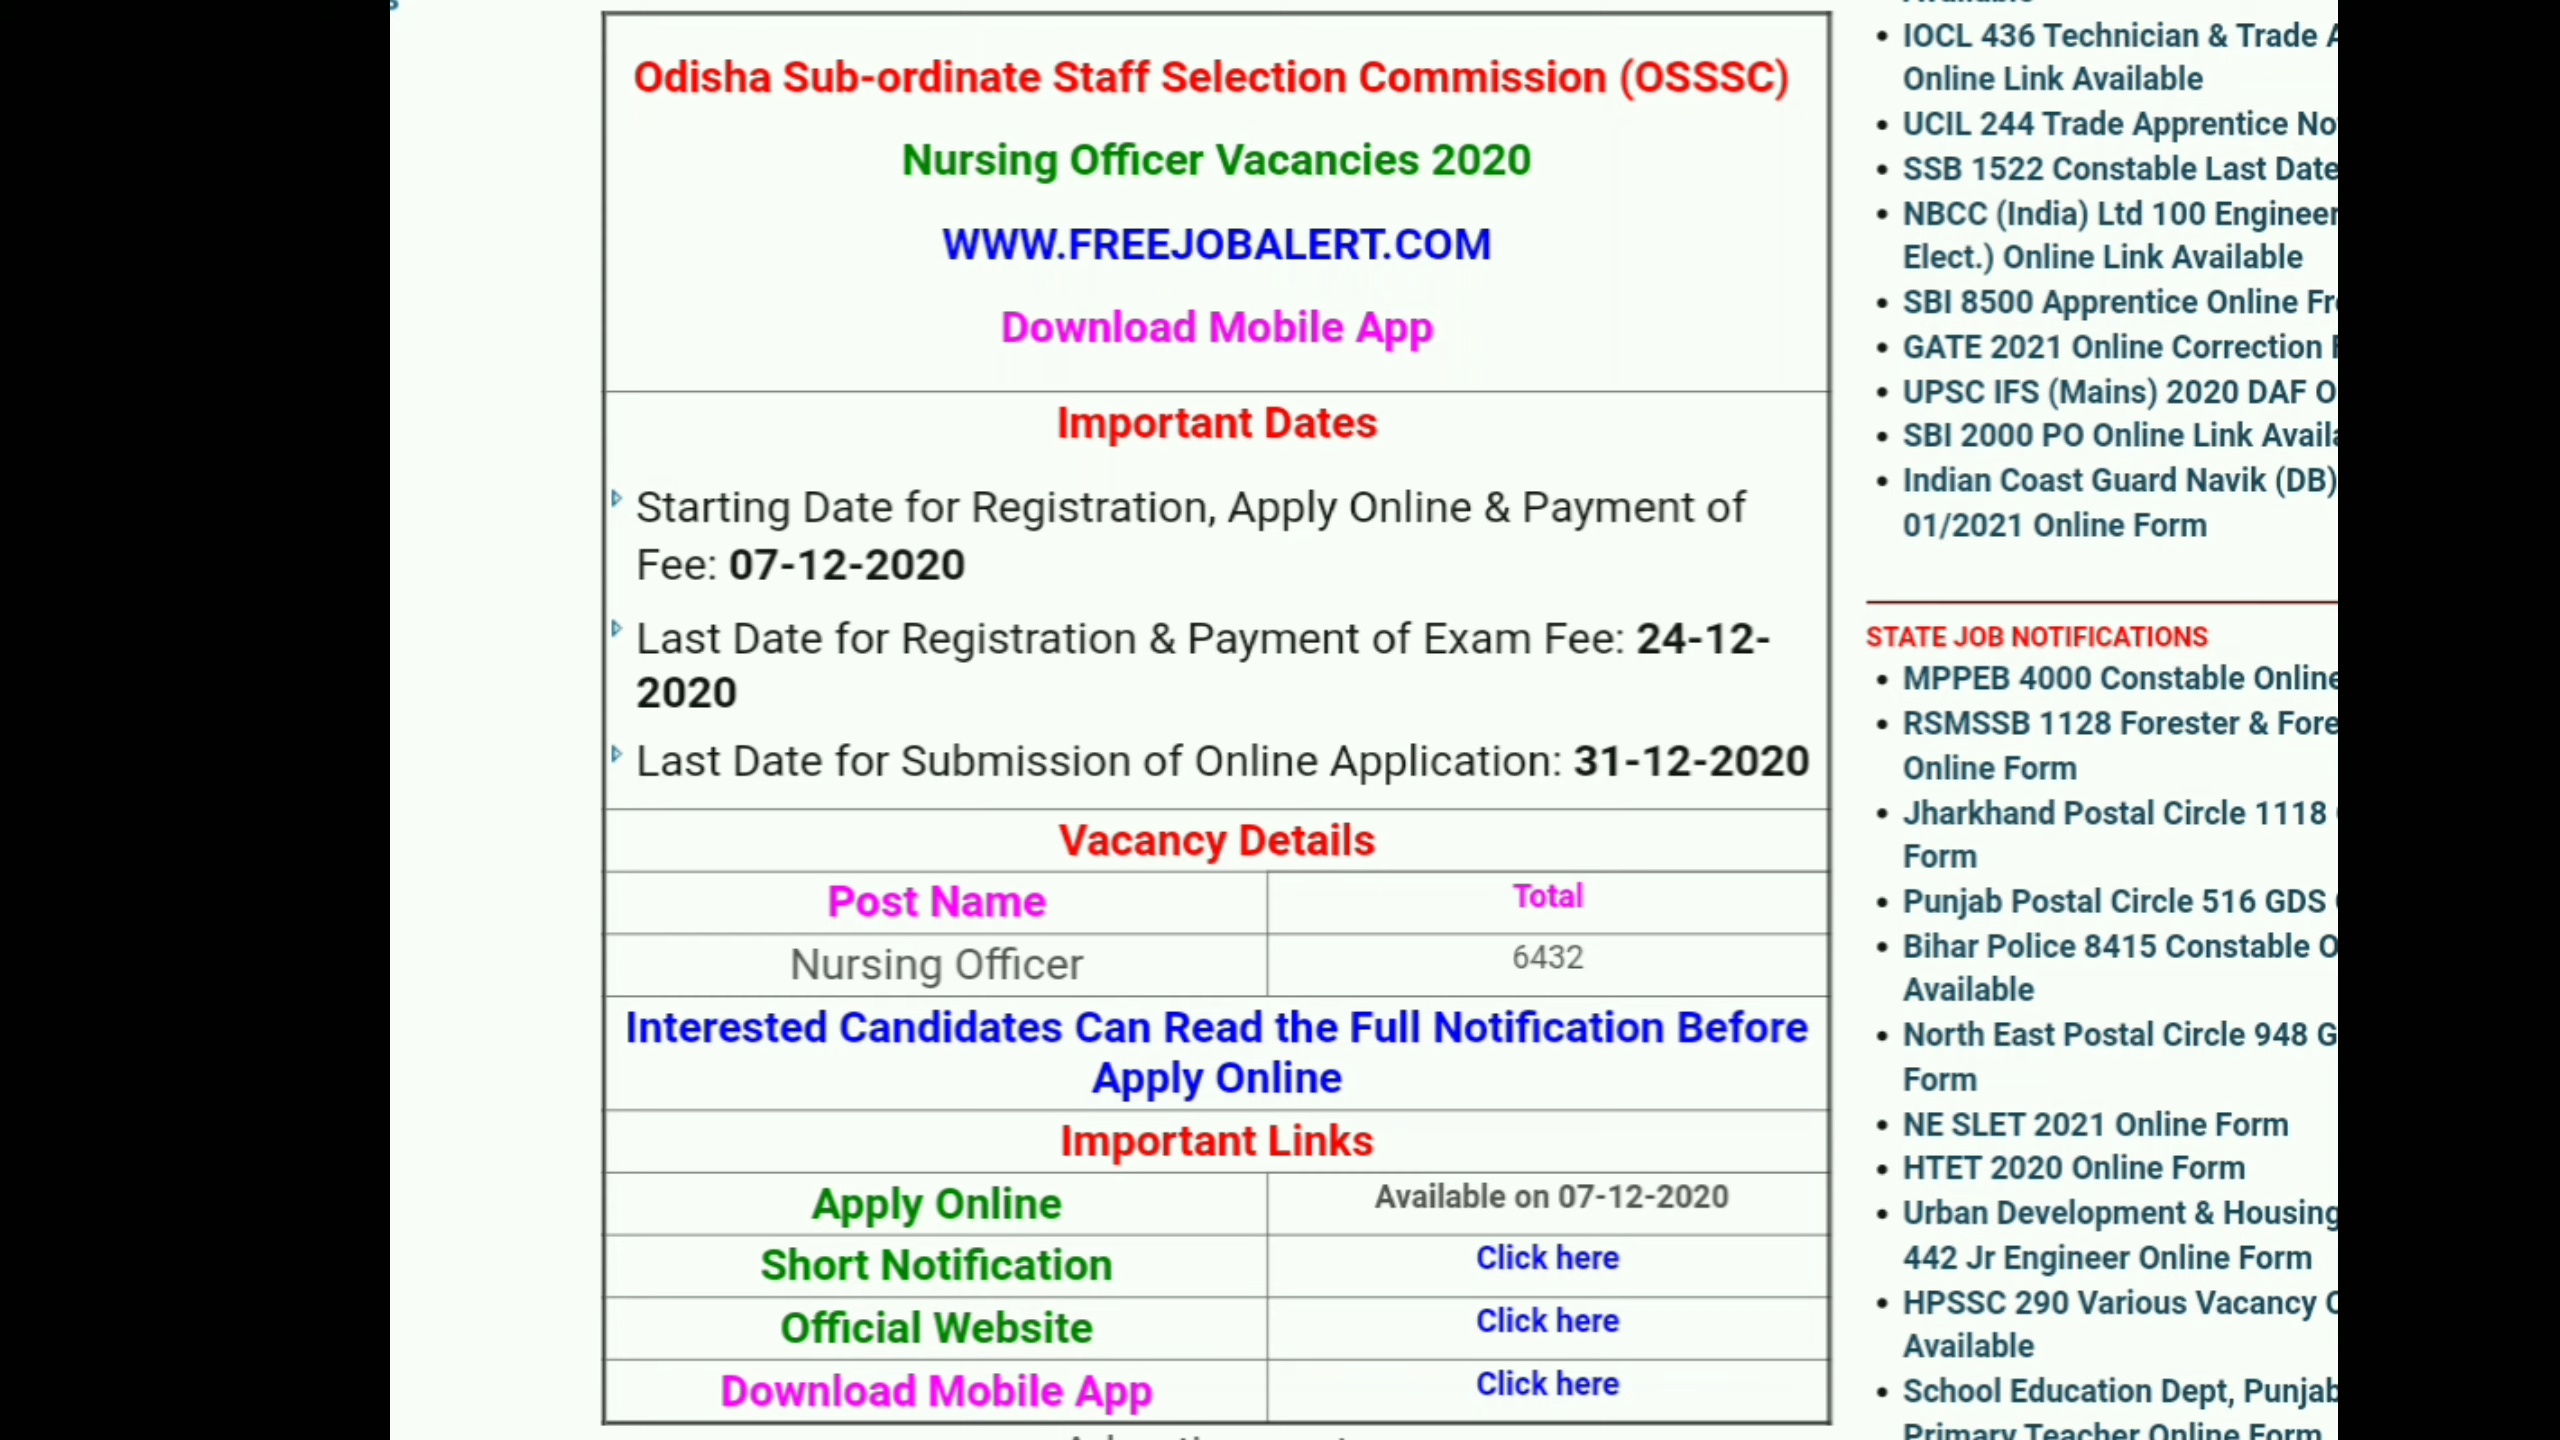 Odisha Sub-ordinate Staff Selection Commission (OSSSC)
Nursing Officer Vacancies 2020
WWW.FREEJOBALERT.COM
Download Mobile App
Important Dates
Starting Date for Registration, Apply Online & Payment of
Fee: 07-12-2020
Last Date for Registration & Payment of Exam Fee: 24-12-
2020
Last Date for Submission of Online Application: 31-12-2020
Vacancy Details
Post Name Total
Nursing Officer 6432
Interested Candidates Can Read the Full Notification Before
Apply Online
Important Links
Apply Online Available on 07-12-2020
Short Notification Click here
Official Website Click here
Download Mobile App Click here
Available
IOCL 436 Technician & Trade
Online Link Available
UCIL 244 Trade Apprentice
SSB 1522 Constable Last Date
NBCC (India) Ltd 100 Engineer
Elect.) Online Link Available
SBI 8500 Apprentice Online
GATE 2021 Online Correction
UPSC IFS (Mains) 2020 DAF
SBI 2000 PO Online Link
Indian Coast Guard Navik (DB)
01/2021 Online Form
STATE JOB NOTIFICATIONS
MPPEB 4000 Constable Online
RSMSSB 1128 Forester &
Online Form
Jharkhand Postal Circle 1118
Form
Punjab Postal Circle 516 GDS
Bihar Police 8415 Constable
Available
North East Postal Circle 948
Form
NE SLET 2021 Online Form
HTET 2020 Online Form
Urban Development & Housing
442 Jr Engineer Online Form
HPSSC 290 Various Vacancy
Available
School Education Dept, Punjab
Primary Teacher Online Form